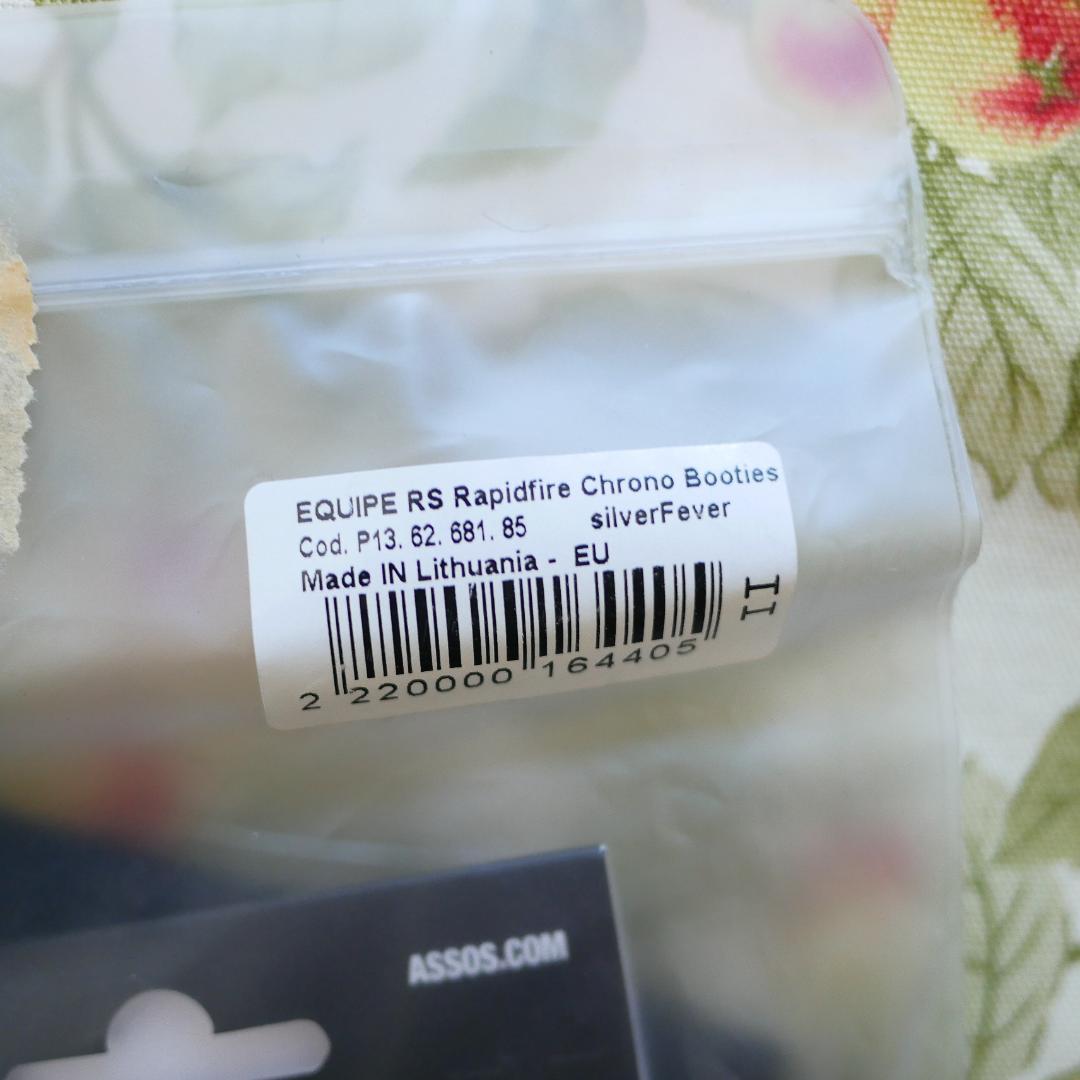 EQUIPE RS Rapidfire Chrono Booties
Cod. P13. 62. 681. 85 silverFever
Made IN Lithuania - EU
II
2 220000 164405
ASSOS.COM